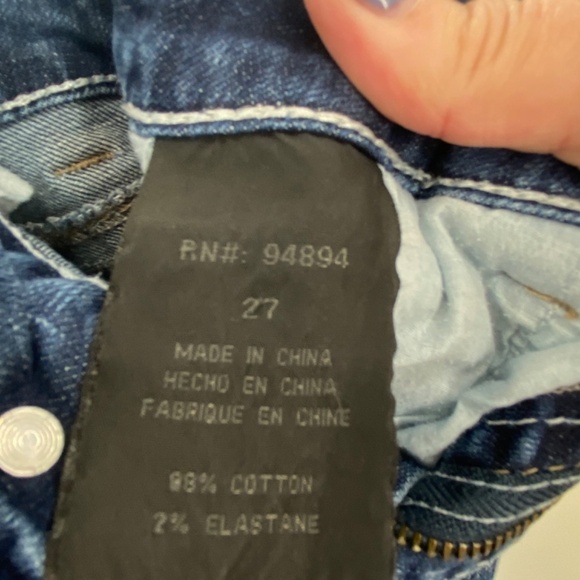 RN#: 94894
27
MADE IN CHINA
HECHO EN CHINA
FABRIQUE EN CHINE
98% COTTON
2% ELASTANE